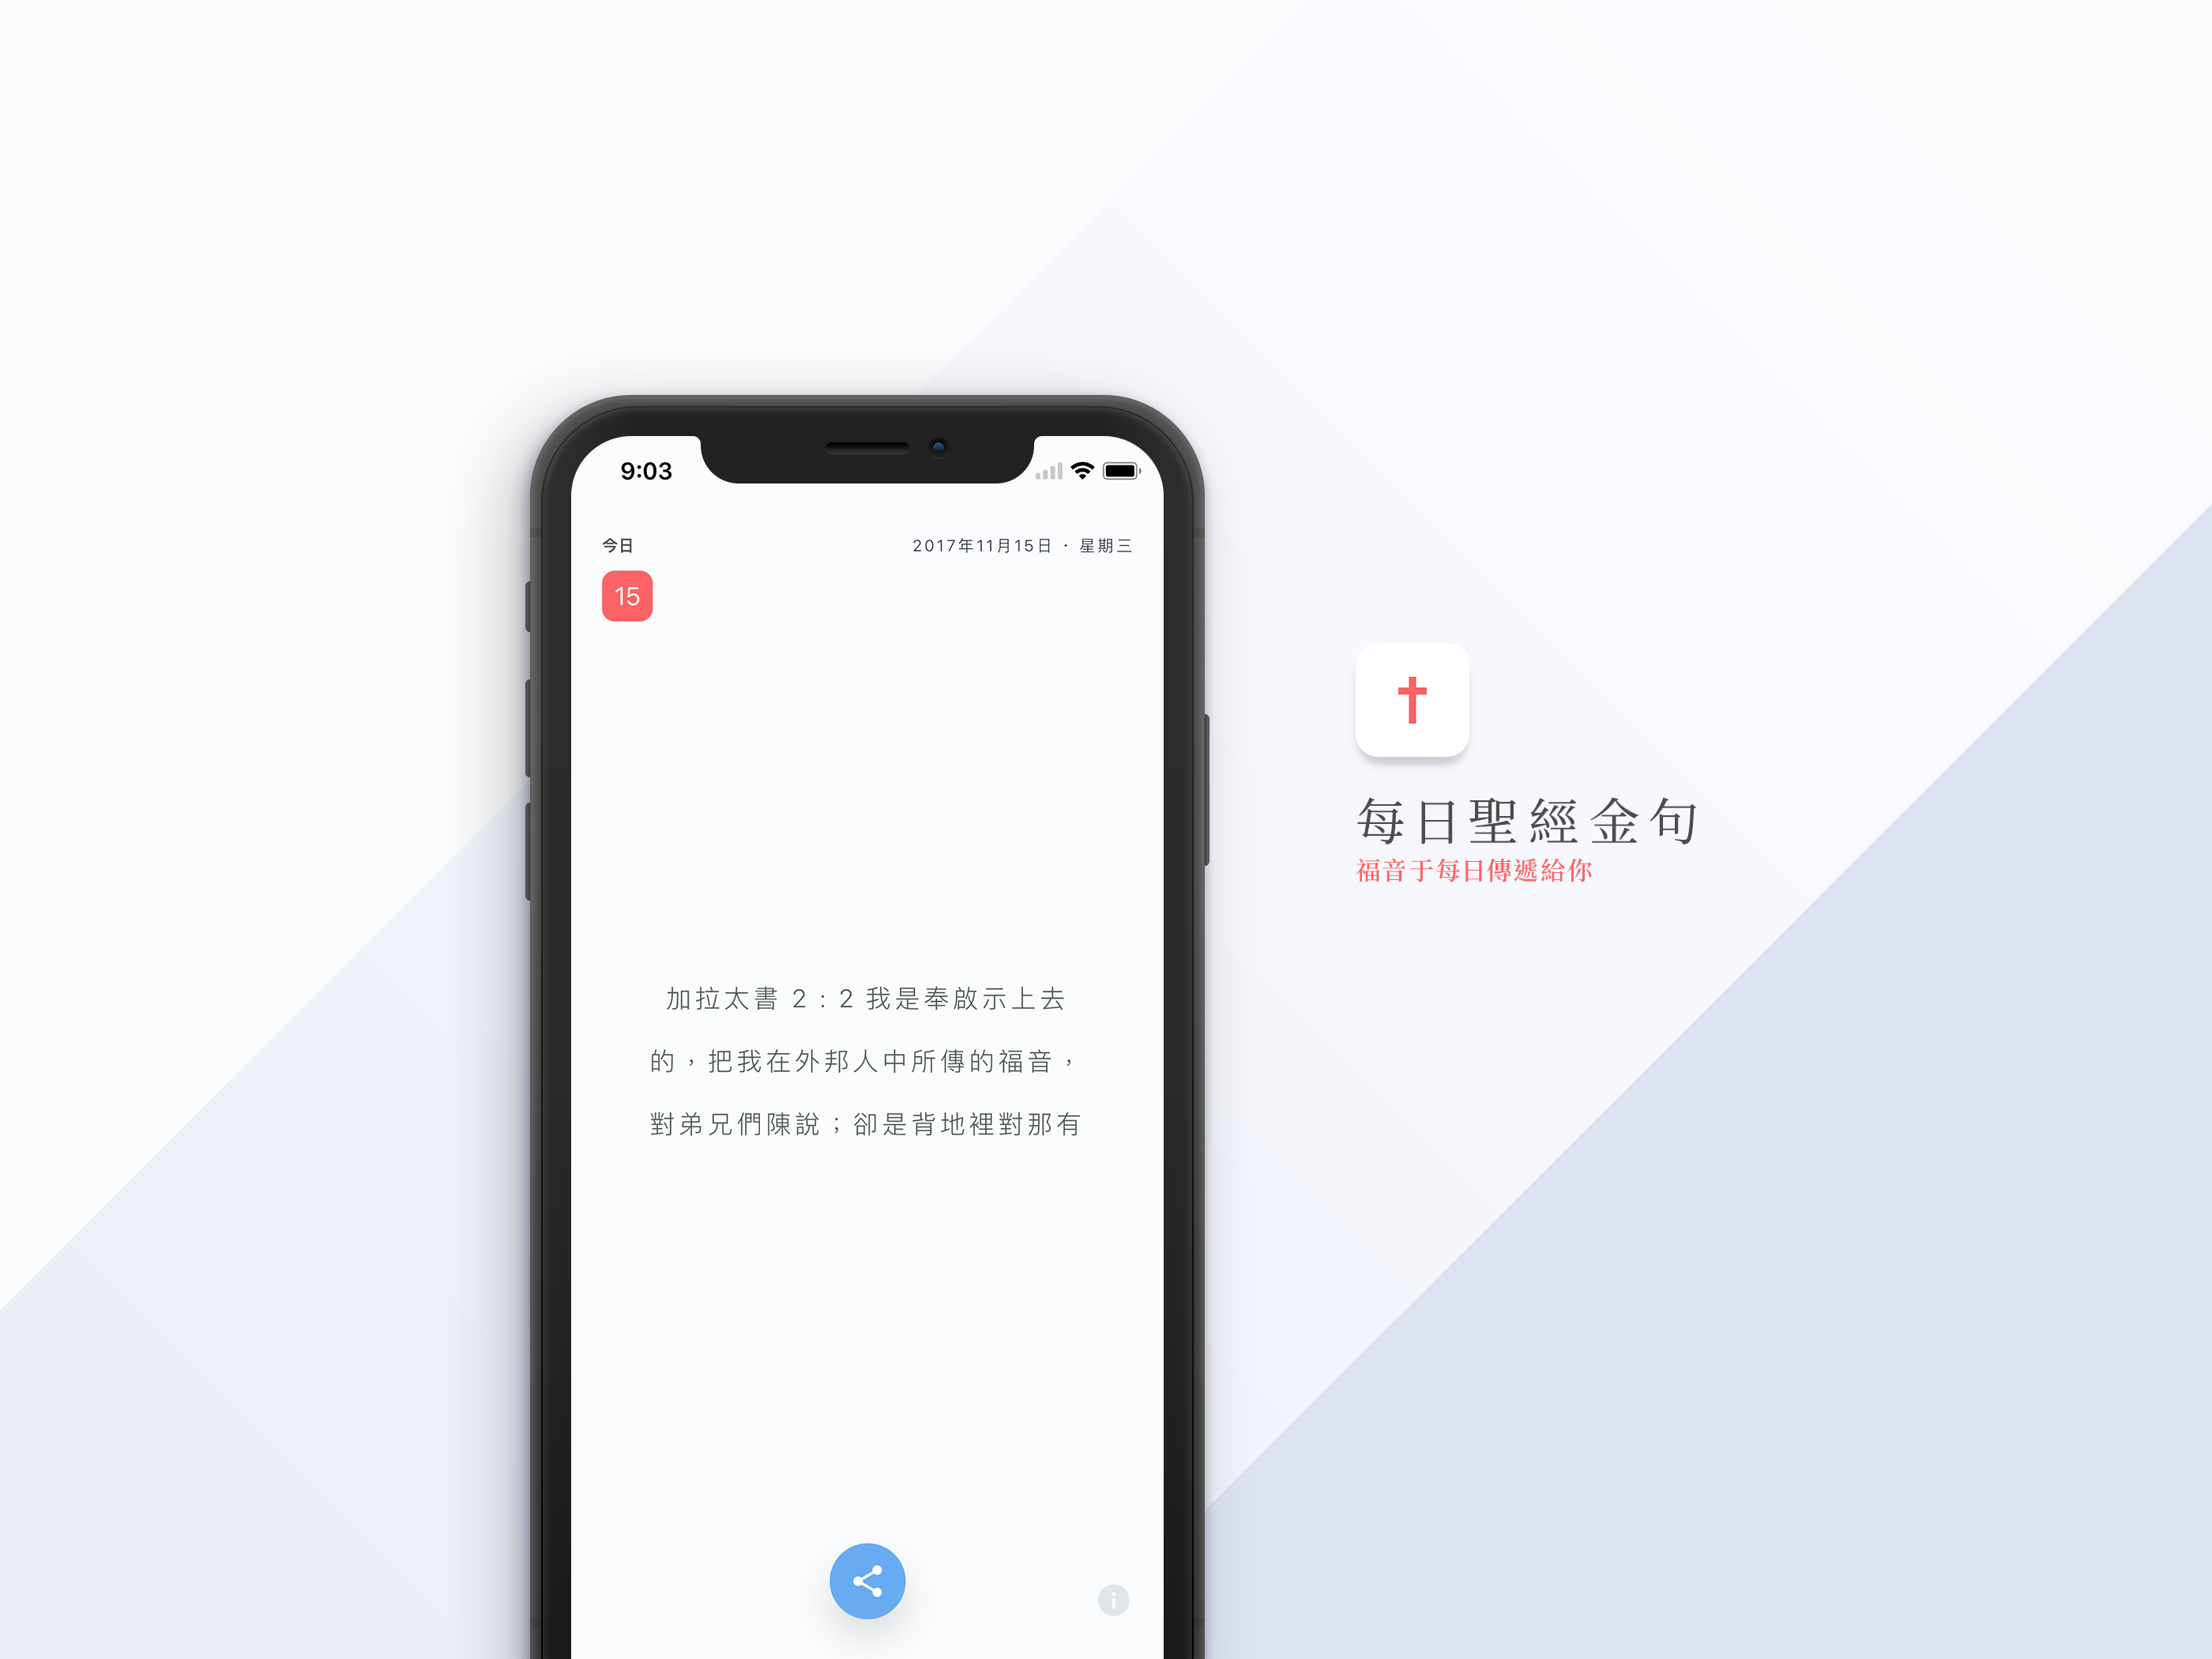 9:03
今日
2017年11月15日 · 星期三
15
加拉太書 2 : 2 我是奉啟示上去
的，把我在外邦人中所傳的福音，
對弟兄們陳說；卻是背地裡對那有
每日聖經金句
福音于每日傳遞給你